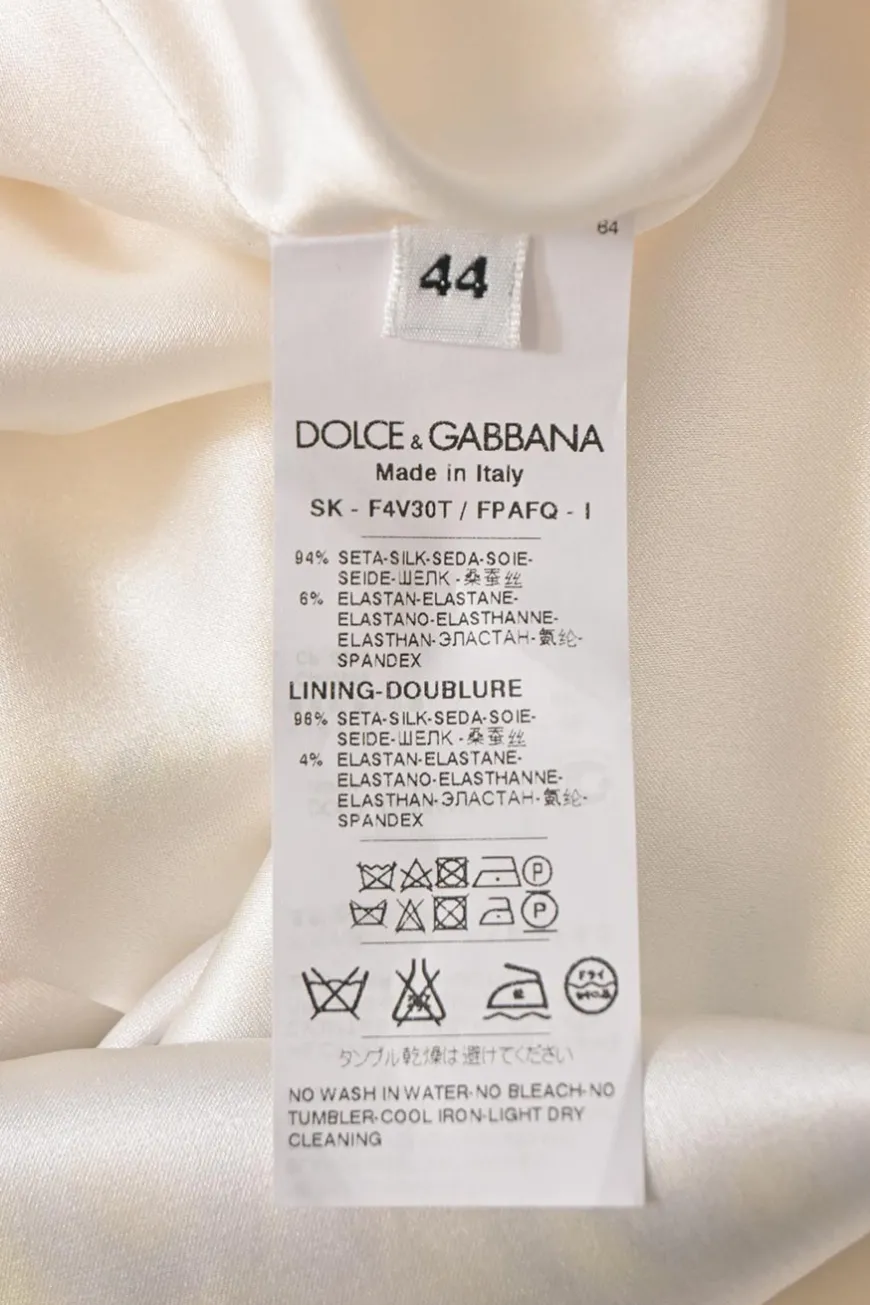 64
44
DOLCE & GABBANA
Made in Italy
SK - F4V30T / FPAFQ - I
94% SETA-SILK-SEDA-SOIE-
SEIDE-ШЕЛК-桑蚕丝
6% ELASTAN-ELASTANE-
ELASTANO-ELASTHANNE-
ELASTHAN-ЭЛАСТАН-氨纶-
SPANDEX
LINING-DOUBLURE
96% SETA-SILK-SEDA-SOIE-
SEIDE-ШЕЛК-桑蚕丝
4% ELASTAN-ELASTANE-
ELASTANO-ELASTHANNE-
ELASTHAN-ЭЛАСТАН-氨纶-
SPANDEX
P
P
ドライ
タンブル乾燥は避けてください
NO WASH IN WATER-NO BLEACH-NO
TUMBLER-COOL IRON-LIGHT DRY
CLEANING